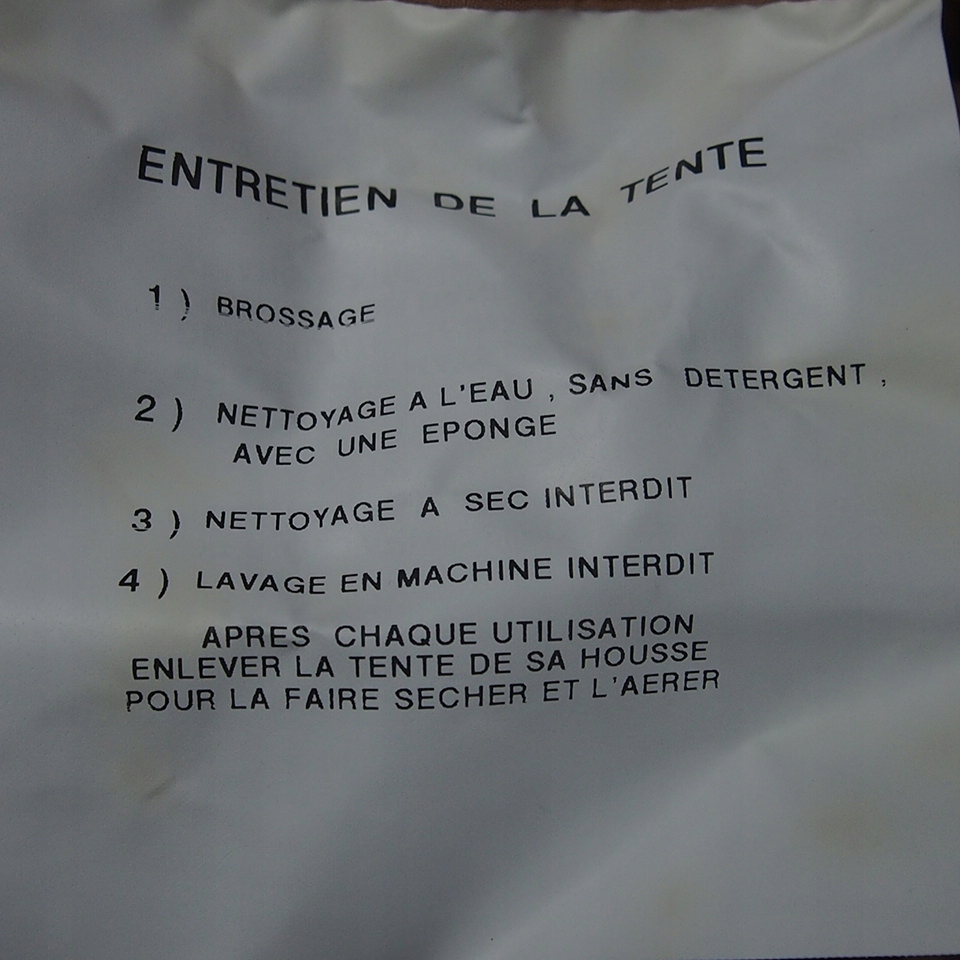 ENTRETIEN DE LA TENTE
1) BROSSAGE
2) NETTOYAGE A L'EAU, SANS DETERGENT,
AVEC UNE EPONGE
3) NETTOYAGE A SEC INTERDIT
4) LAVAGE EN MACHINE INTERDIT
APRES CHAQUE UTILISATION
ENLEVER LA TENTE DE SA HOUSSE
POUR LA FAIRE SECHER ET L'AERER